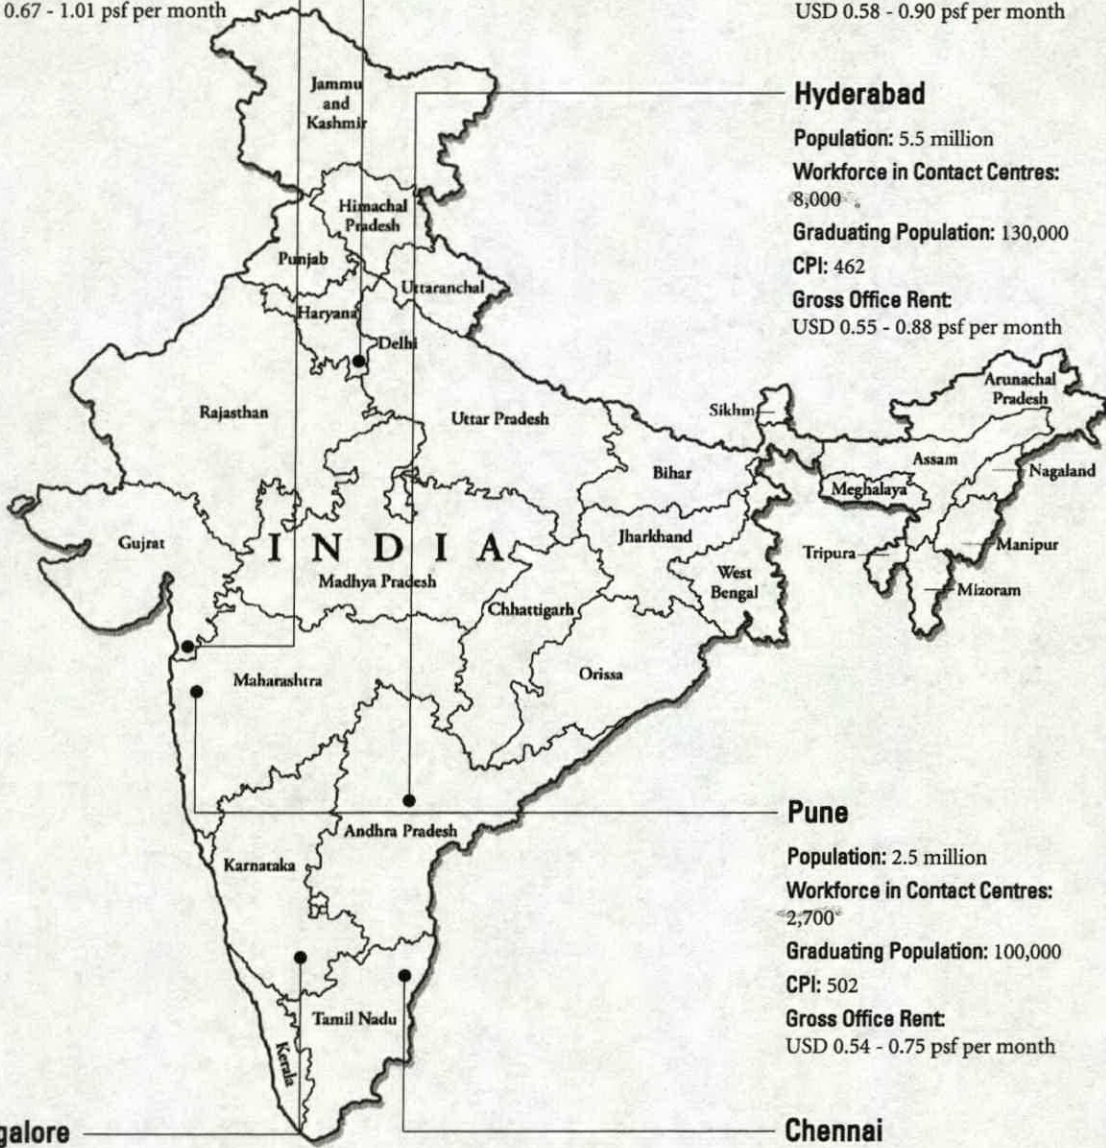 0.67 - 1.01 psf per month
USD 0.58 - 0.90 psf per month
Hyderabad
Population: 5.5 million
Workforce in Contact Centres:
8,000
Graduating Population: 130,000
CPI: 462
Gross Office Rent:
USD 0.55 - 0.88 psf per month
Jammu
and
Kashmir
Himachal
Pradesh
Punjab
Uttaranchal
Haryana
Delhi
Rajasthan
Uttar Pradesh
Sikhm
Arunachal
Pradesh
Assam
Nagaland
Bihar
Meghalaya
Gujrat
INDIA
Jharkhand
Tripura
Manipur
Madhya Pradesh
West
Bengal
Mizoram
Chhattigarh
Maharashtra
Orissa
Pune
Population: 2.5 million
Workforce in Contact Centres:
2,700
Graduating Population: 100,000
CPI: 502
Gross Office Rent:
USD 0.54 - 0.75 psf per month
Andhra Pradesh
Karnataka
Tamil Nadu
Kerala
galore
Chennai